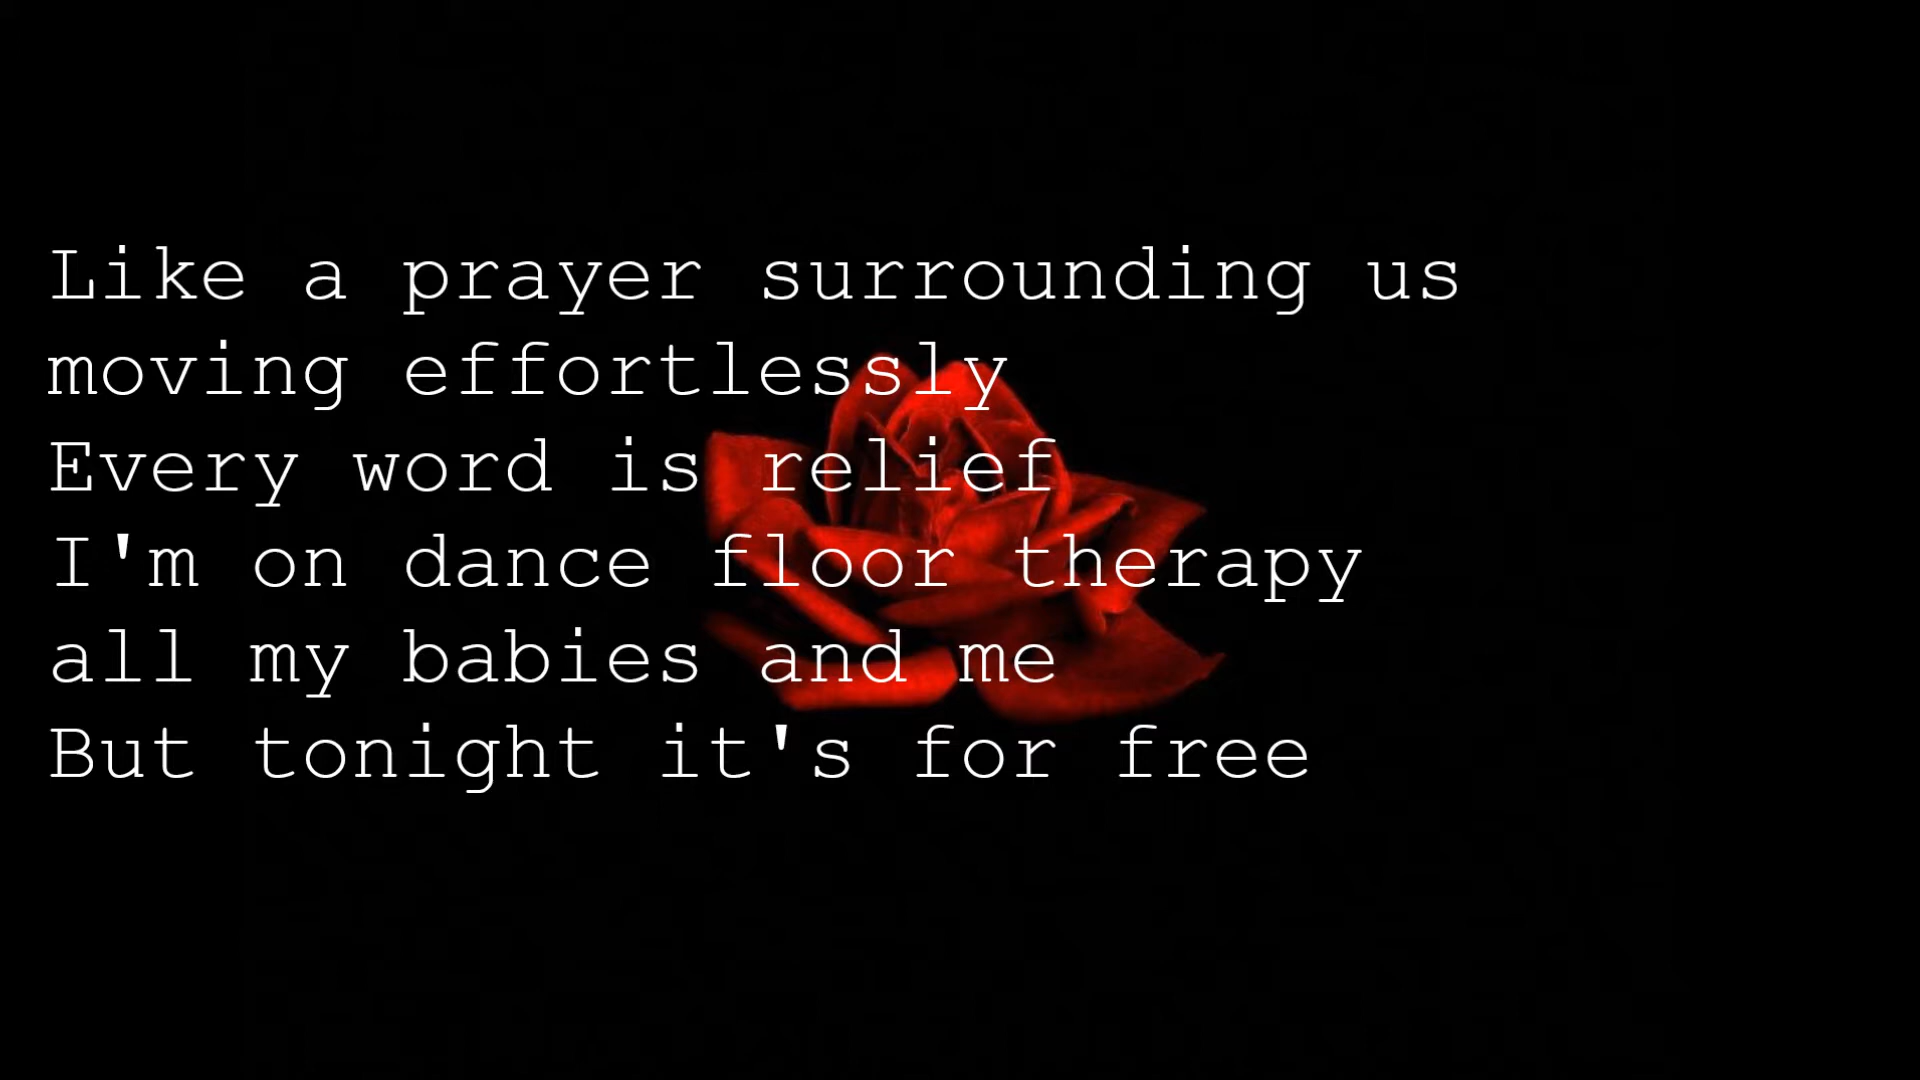 Like a prayer surrounding us
moving effortlessly
Every word is relief
I'm on dance floor therapy
all my babies and me
But tonight it's for free